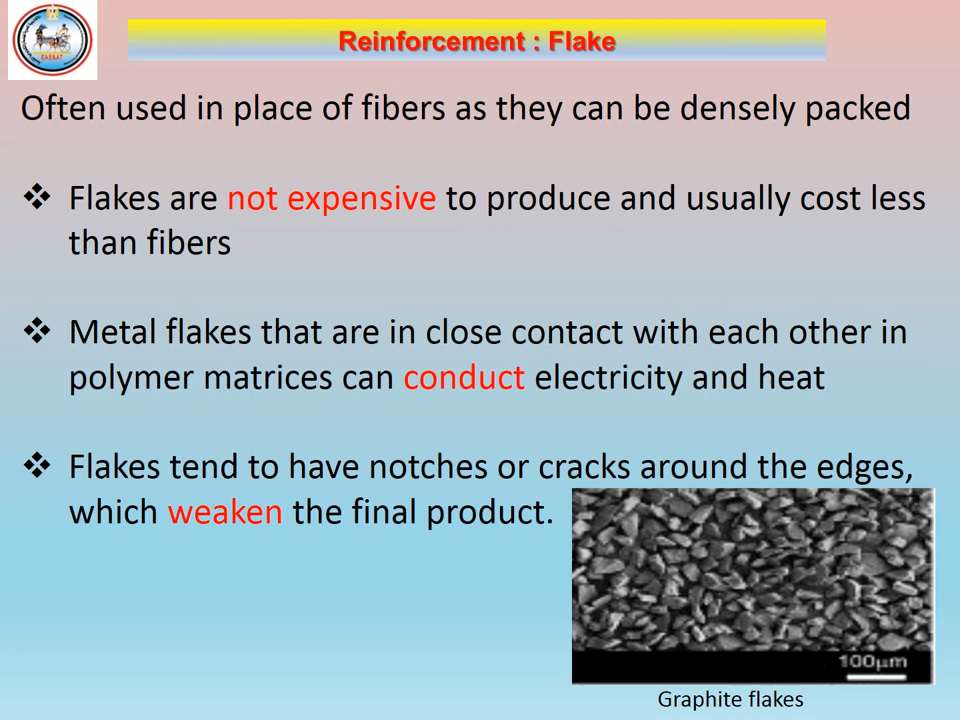 Reinforcement : Flake
Often used in place of fibers as they can be densely packed
❖ Flakes are not expensive to produce and usually cost less
than fibers
❖ Metal flakes that are in close contact with each other in
polymer matrices can conduct electricity and heat
❖ Flakes tend to have notches or cracks around the edges,
which weaken the final product.
100μm
Graphite flakes